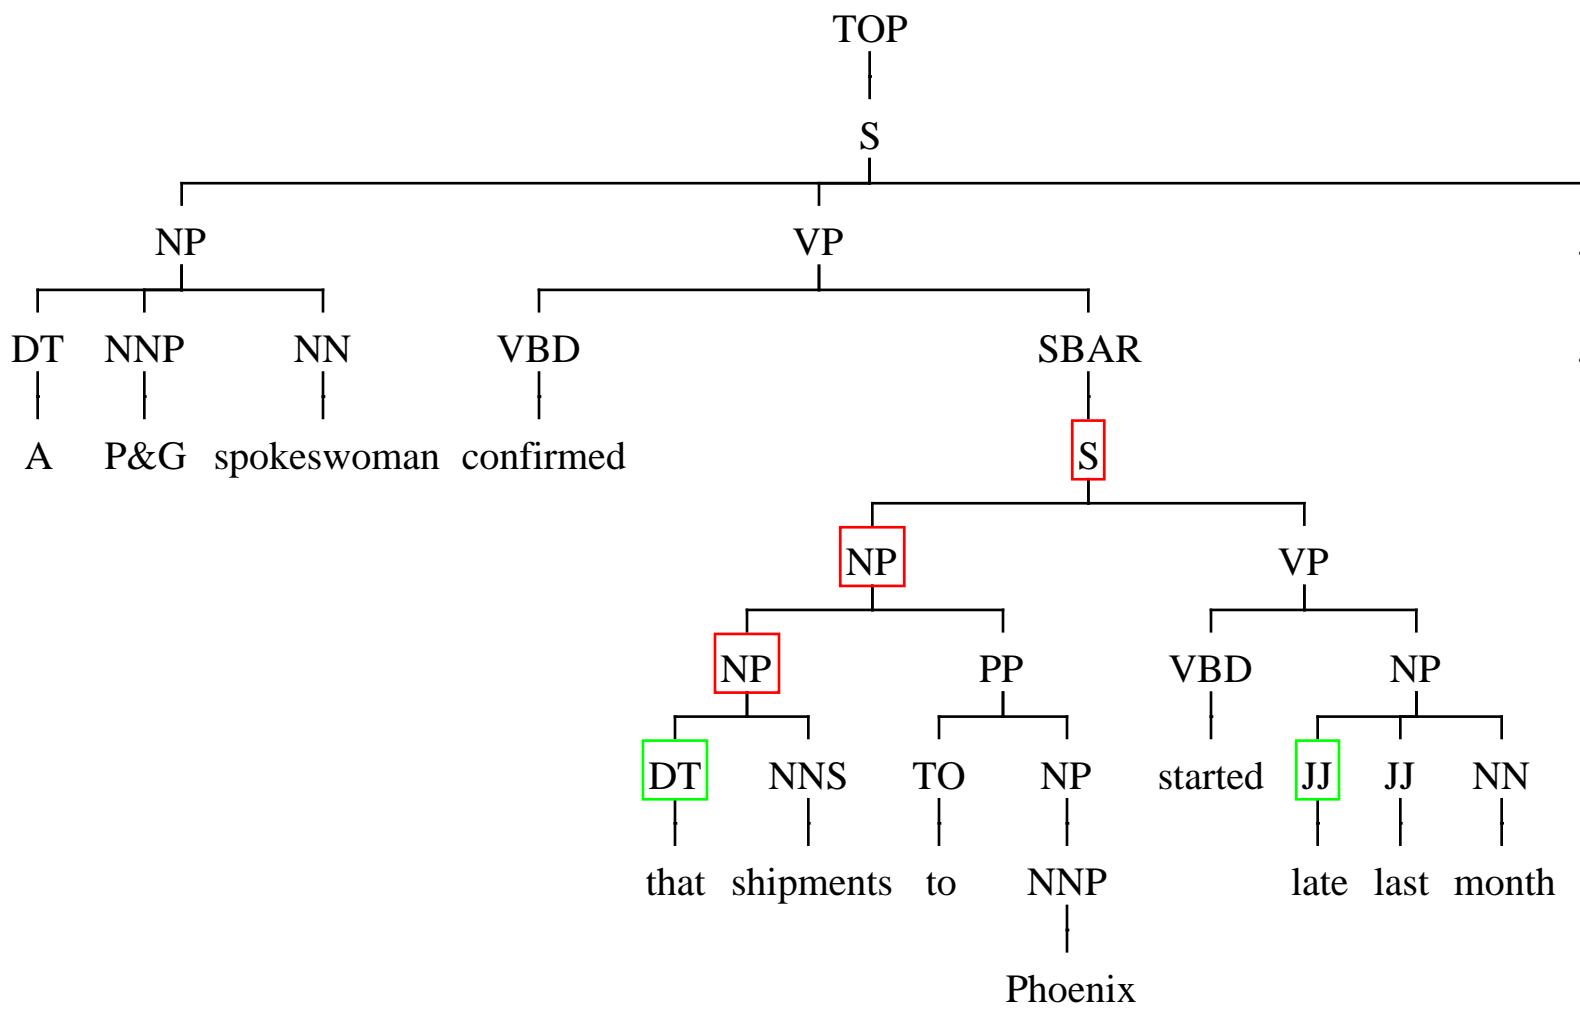 TOP
S
NP VP .
DT NNP NN VBD SBAR .
A P&G spokeswoman confirmed S
NP VP
NP PP VBD NP
DT NNS TO NP started JJ JJ NN
that shipments to NNP late last month
Phoenix